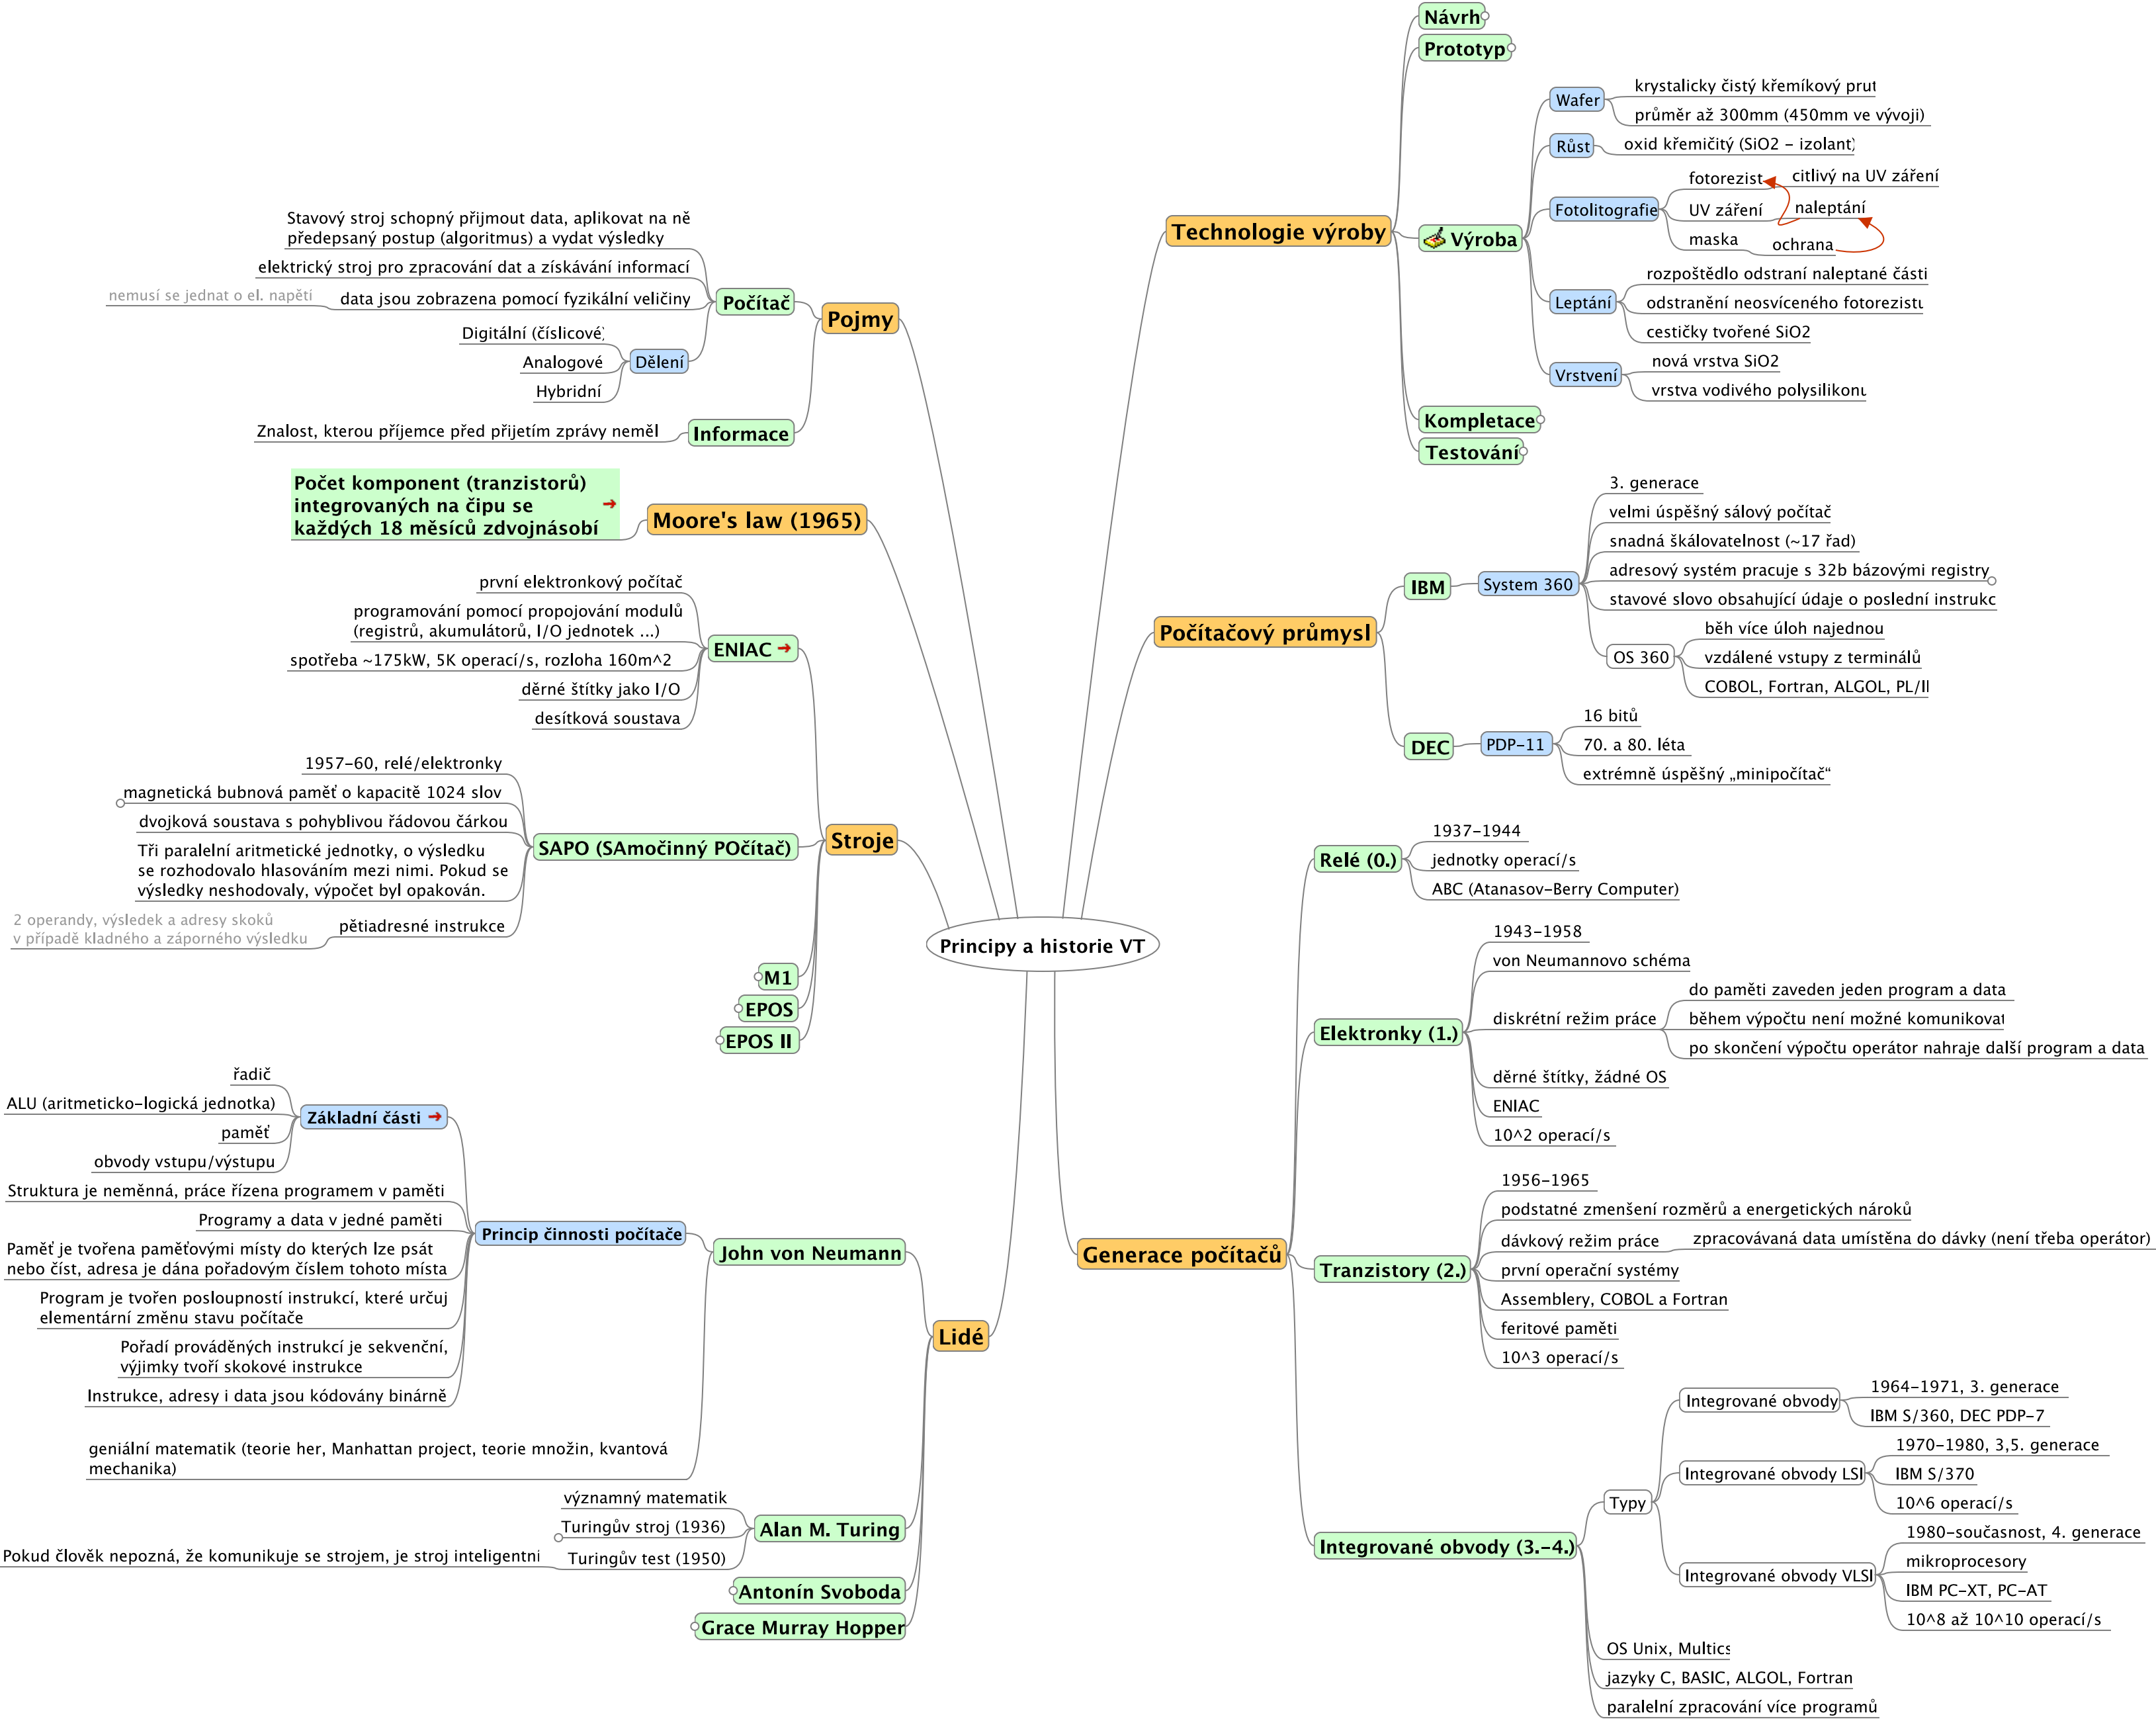 Principy a historie VT
Technologie výroby
Návrh
Prototyp
Výroba
Wafer
krystalicky čistý křemíkový prut
průměr až 300mm (450mm ve vývoji)
Růst
oxid křemičitý (SiO2 – izolant)
Fotolitografie
fotorezist
citlivý na UV záření
UV záření
naleptání
maska
ochrana
Leptání
rozpoštědlo odstraní naleptané části
odstranění neosvíceného fotorezistu
cestičky tvořené SiO2
Vrstvení
nová vrstva SiO2
vrstva vodivého polysilikonu
Kompletace
Testování
Počítačový průmysl
IBM
System 360
3. generace
velmi úspěšný sálový počítač
snadná škálovatelnost (~17 řad)
adresový systém pracuje s 32b bázovými registry
stavové slovo obsahující údaje o poslední instrukc
OS 360
běh více úloh najednou
vzdálené vstupy z terminálů
COBOL, Fortran, ALGOL, PL/I
DEC
PDP–11
16 bitů
70. a 80. léta
extrémně úspěšný „minipočítač“
Generace počítačů
Relé (0.)
1937–1944
jednotky operací/s
ABC (Atanasov–Berry Computer)
Elektronky (1.)
1943–1958
von Neumannovo schéma
diskrétní režim práce
do paměti zaveden jeden program a data
během výpočtu není možné komunikovat
po skončení výpočtu operátor nahraje další program a data
děrné štítky, žádné OS
ENIAC
10^2 operací/s
Tranzistory (2.)
1956–1965
podstatné zmenšení rozměrů a energetických nároků
dávkový režim práce
zpracovávaná data umístěna do dávky (není třeba operátor)
první operační systémy
Assemblery, COBOL a Fortran
feritové paměti
10^3 operací/s
Integrované obvody (3.–4.)
Typy
Integrované obvody
1964–1971, 3. generace
IBM S/360, DEC PDP–7
Integrované obvody LSI
1970–1980, 3,5. generace
IBM S/370
10^6 operací/s
Integrované obvody VLSI
1980–současnost, 4. generace
mikroprocesory
IBM PC–XT, PC–AT
10^8 až 10^10 operací/s
OS Unix, Multics
jazyky C, BASIC, ALGOL, Fortran
paralelní zpracování více programů
Pojmy
Počítač
Stavový stroj schopný přijmout data, aplikovat na ně
předepsaný postup (algoritmus) a vydat výsledky
elektrický stroj pro zpracování dat a získávání informací
data jsou zobrazena pomocí fyzikální veličiny
nemusí se jednat o el. napětí
Dělení
Digitální (číslicové)
Analogové
Hybridní
Informace
Znalost, kterou příjemce před přijetím zprávy neměl
Moore's law (1965)
Počet komponent (tranzistorů)
integrovaných na čipu se
každých 18 měsíců zdvojnásobí
Stroje
ENIAC
první elektronkový počítač
programování pomocí propojování modulů
(registrů, akumulátorů, I/O jednotek ...)
spotřeba ~175kW, 5K operací/s, rozloha 160m^2
děrné štítky jako I/O
desítková soustava
SAPO (SAmočinný POčítač)
1957–60, relé/elektronky
magnetická bubnová paměť o kapacitě 1024 slov
dvojková soustava s pohyblivou řádovou čárkou
Tři paralelní aritmetické jednotky, o výsledku
se rozhodovalo hlasováním mezi nimi. Pokud se
výsledky neshodovaly, výpočet byl opakován.
pětiadresné instrukce
2 operandy, výsledek a adresy skoků
v případě kladného a záporného výsledku
M1
EPOS
EPOS II
Lidé
John von Neumann
Princip činnosti počítače
Základní části
řadič
ALU (aritmeticko–logická jednotka)
paměť
obvody vstupu/výstupu
Struktura je neměnná, práce řízena programem v paměti
Programy a data v jedné paměti
Paměť je tvořena paměťovými místy do kterých lze psát
nebo číst, adresa je dána pořadovým číslem tohoto místa
Program je tvořen posloupností instrukcí, které určuj
elementární změnu stavu počítače
Pořadí prováděných instrukcí je sekvenční,
výjimky tvoří skokové instrukce
Instrukce, adresy i data jsou kódovány binárně
geniální matematik (teorie her, Manhattan project, teorie množin, kvantová
mechanika)
Alan M. Turing
významný matematik
Turingův stroj (1936)
Turingův test (1950)
Pokud člověk nepozná, že komunikuje se strojem, je stroj inteligentní
Antonín Svoboda
Grace Murray Hopper